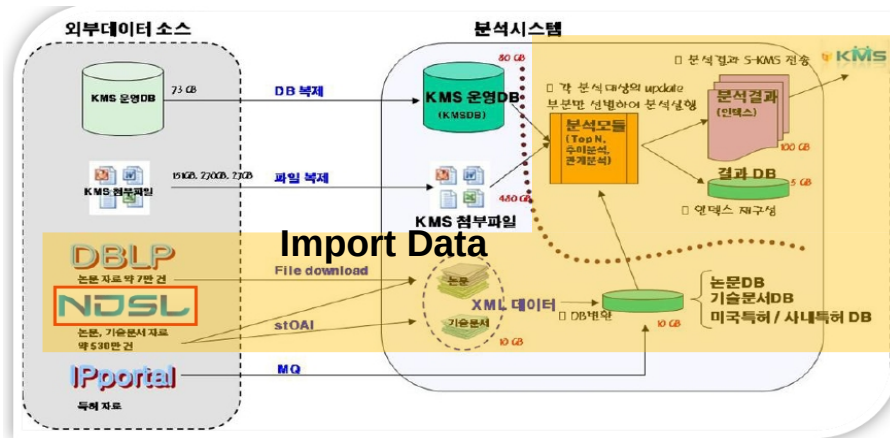 외부데이터 소스
분석시스템
KMS 운영DB
73 GB
DB 복제
KMS 운영DB
(KMSDB)
80 GB
KMS 첨부파일
151GB, 270GB, 27GB
파일 복제
KMS 첨부파일
480 GB
각 분석대상의 update
부분만 선별하여 분석실행
분석모듈
(Top N,
추이분석,
관계분석)
분석결과 S-KMS 전송
KMS
분석결과
(인덱스)
100 GB
결과 DB
5 GB
인덱스 재구성
Import Data
DBLP
논문 자료 약 7만 건
File download
NDSL
논문, 기술문서 자료
약 530만 건
stOAI
논문
기술문서
10 GB
XML 데이터
DB변환
10 GB
논문DB
기술문서DB
미국특허 / 사내특허 DB
IPportal
특허 자료
MQ